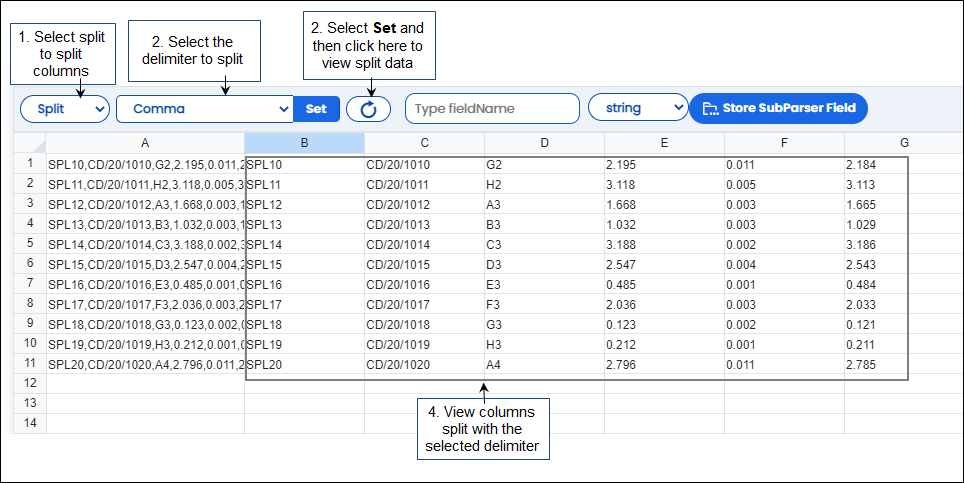 1. Select split
to split
columns
2. Select the
delimiter to split
2. Select Set and
then click here to
view split data
Split Comma Set Type fieldName string Store SubParser Field
A B C D E F G
1 SPL10,CD/20/1010,G2,2.195,0.011,2 SPL10 CD/20/1010 G2 2.195 0.011 2.184
2 SPL11,CD/20/1011,H2,3.118,0.005,3 SPL11 CD/20/1011 H2 3.118 0.005 3.113
3 SPL12,CD/20/1012,A3,1.668,0.003,1 SPL12 CD/20/1012 A3 1.668 0.003 1.665
4 SPL13,CD/20/1013,B3,1.032,0.003,1 SPL13 CD/20/1013 B3 1.032 0.003 1.029
5 SPL14,CD/20/1014,C3,3.188,0.002,3 SPL14 CD/20/1014 C3 3.188 0.002 3.186
6 SPL15,CD/20/1015,D3,2.547,0.004,2 SPL15 CD/20/1015 D3 2.547 0.004 2.543
7 SPL16,CD/20/1016,E3,0.485,0.001,0 SPL16 CD/20/1016 E3 0.485 0.001 0.484
8 SPL17,CD/20/1017,F3,2.036,0.003,2 SPL17 CD/20/1017 F3 2.036 0.003 2.033
9 SPL18,CD/20/1018,G3,0.123,0.002,0 SPL18 CD/20/1018 G3 0.123 0.002 0.121
10 SPL19,CD/20/1019,H3,0.212,0.001,0 SPL19 CD/20/1019 H3 0.212 0.001 0.211
11 SPL20,CD/20/1020,A4,2.796,0.011,2 SPL20 CD/20/1020 A4 2.796 0.011 2.785
12
13
14
4. View columns
split with the
selected delimiter